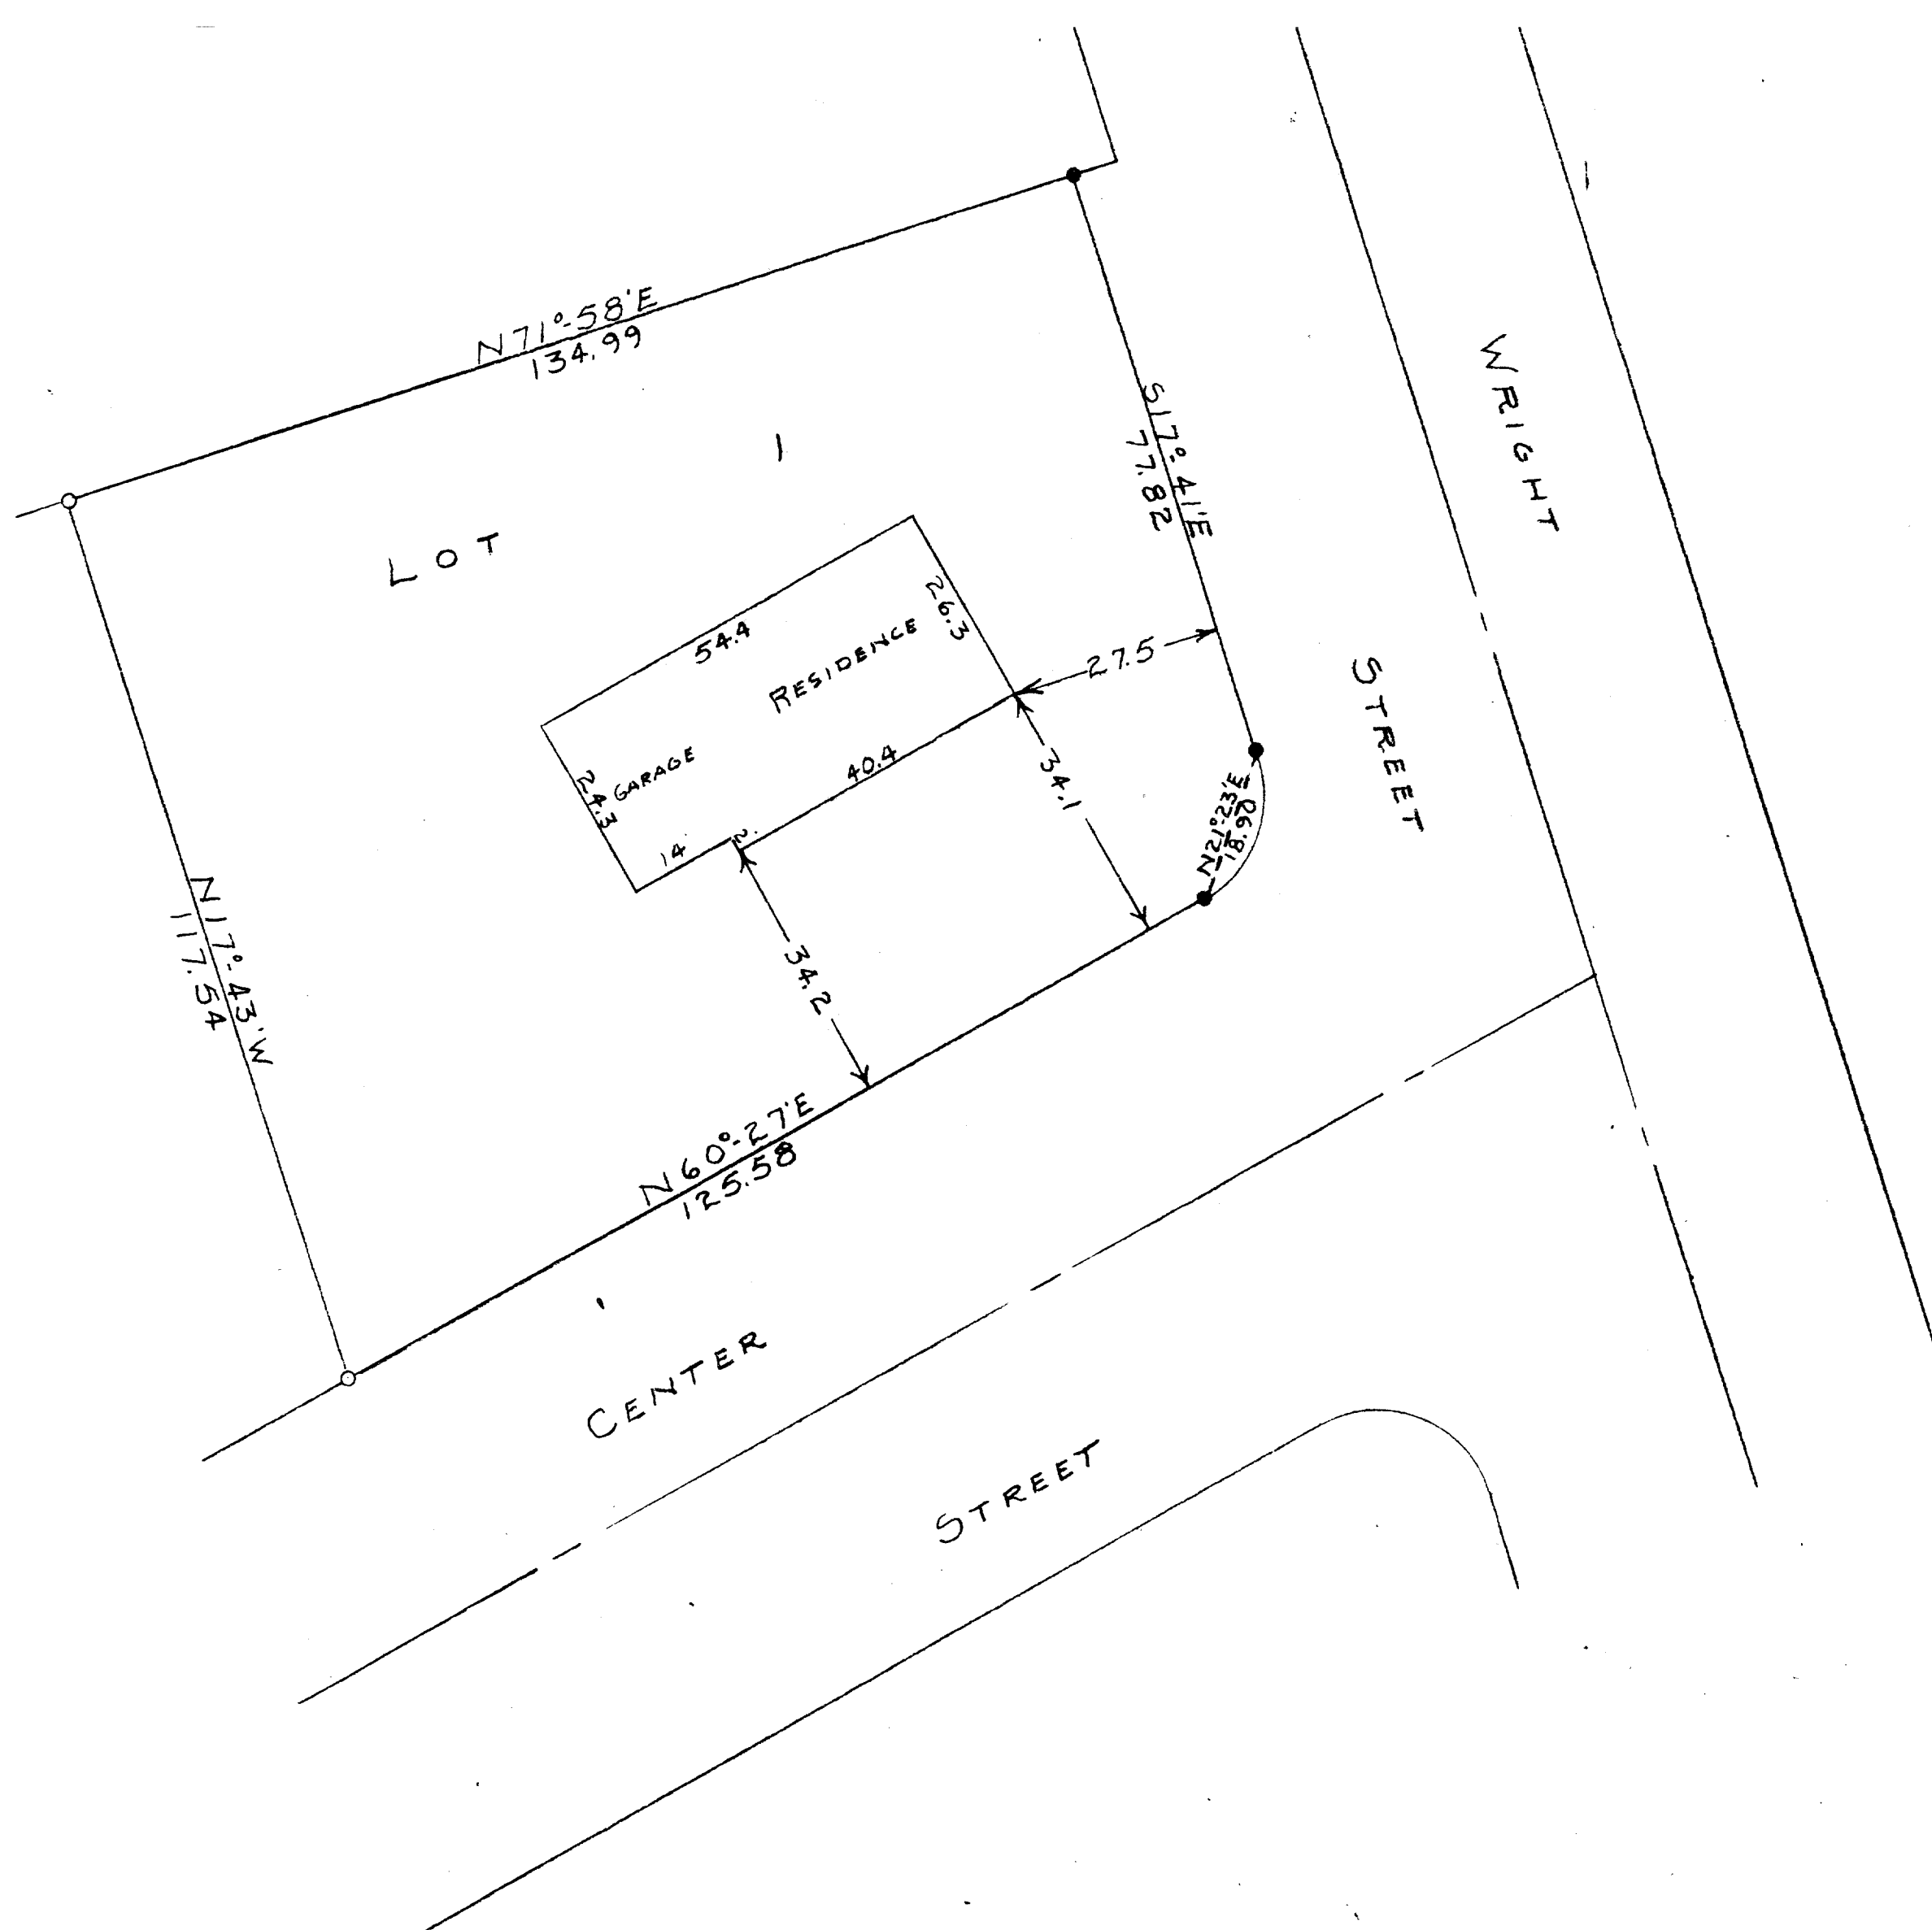 N71°-58'E
134.99
LOT 1
S17°-41'E
77.82
WRIGHT
STREET
54.4
RESIDENCE
26.3
27.5
GARAGE
24.3
40.4
14
2.
34.1
34.2
N21°-23'E
18.90
N17°-43'W
117.54
N60°-27'E
125.58
CENTER
STREET